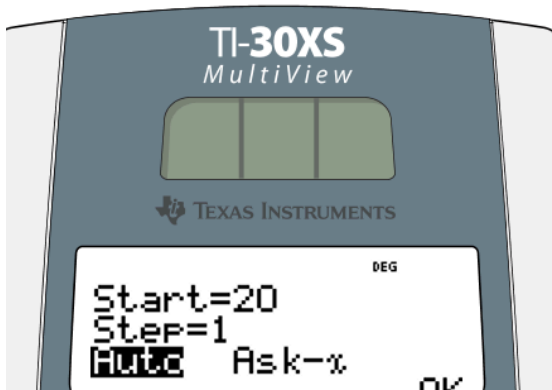 TI-30XS
MultiView
TEXAS INSTRUMENTS
DEG
Start=20
Step=1
Auto Ask-x
OK